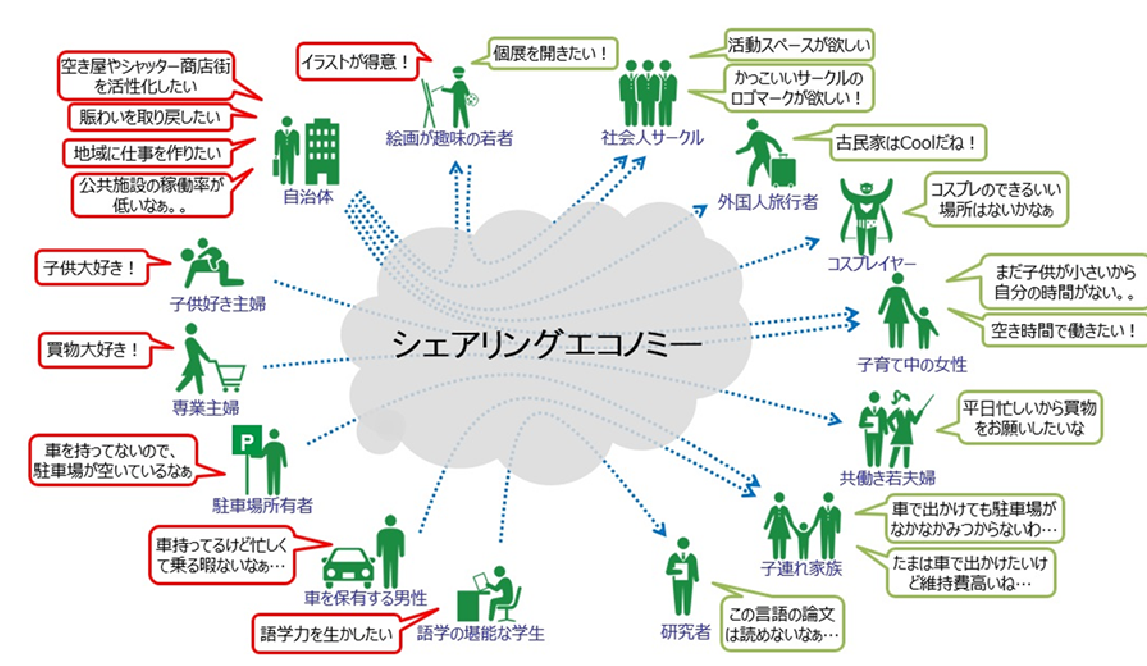 空き屋やシャッター商店街
を活性化したい
賑わいを取り戻したい
地域に仕事を作りたい
公共施設の稼働率が
低いなぁ。。
自治体
イラストが得意！
絵画が趣味の若者
個展を開きたい！
社会人サークル
活動スペースが欲しい
かっこいいサークルの
ロゴマークが欲しい！
外国人旅行者
古民家はCoolだね！
コスプレイヤー
コスプレのできるいい
場所はないかなぁ
子供大好き！
子供好き主婦
まだ子供が小さいから
自分の時間がない。。
空き時間で働きたい！
子育て中の女性
シェアリングエコノミー
買物大好き！
専業主婦
平日忙しいから買物
をお願いしたいな
共働き若夫婦
車を持ってないので、
駐車場が空いているなぁ
P
駐車場所有者
車で出かけても駐車場が
なかなかみつからないわ…
たまは車で出かけたいけ
ど維持費高いね…
子連れ家族
車持ってるけど忙しく
て乗る暇ないなぁ…
車を保有する男性
語学力を生かしたい
語学の堪能な学生
研究者
この言語の論文
は読めないなぁ…